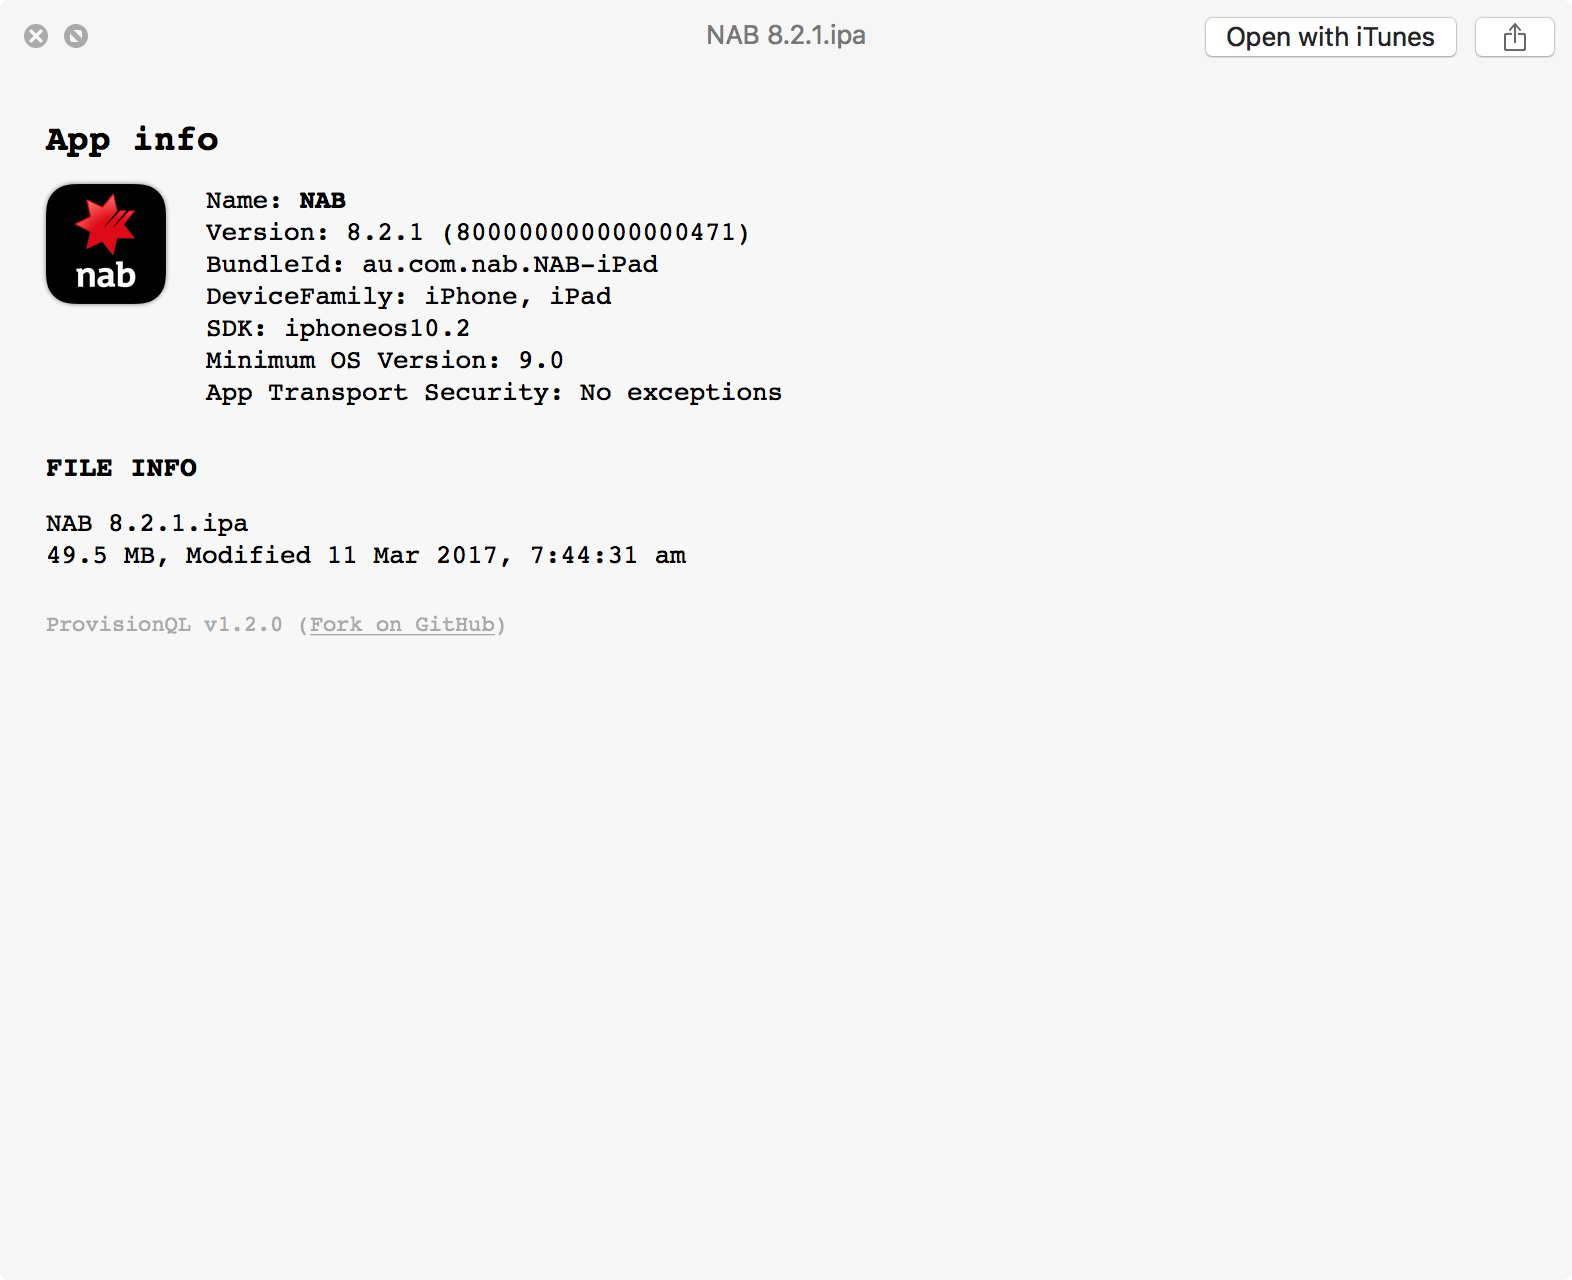 NAB 8.2.1.ipa
Open with iTunes
App info
nab
Name: NAB
Version: 8.2.1 (800000000000000471)
BundleId: au.com.nab.NAB-iPad
DeviceFamily: iPhone, iPad
SDK: iphoneos10.2
Minimum OS Version: 9.0
App Transport Security: No exceptions
FILE INFO
NAB 8.2.1.ipa
49.5 MB, Modified 11 Mar 2017, 7:44:31 am
ProvisionQL v1.2.0 (Fork on GitHub)